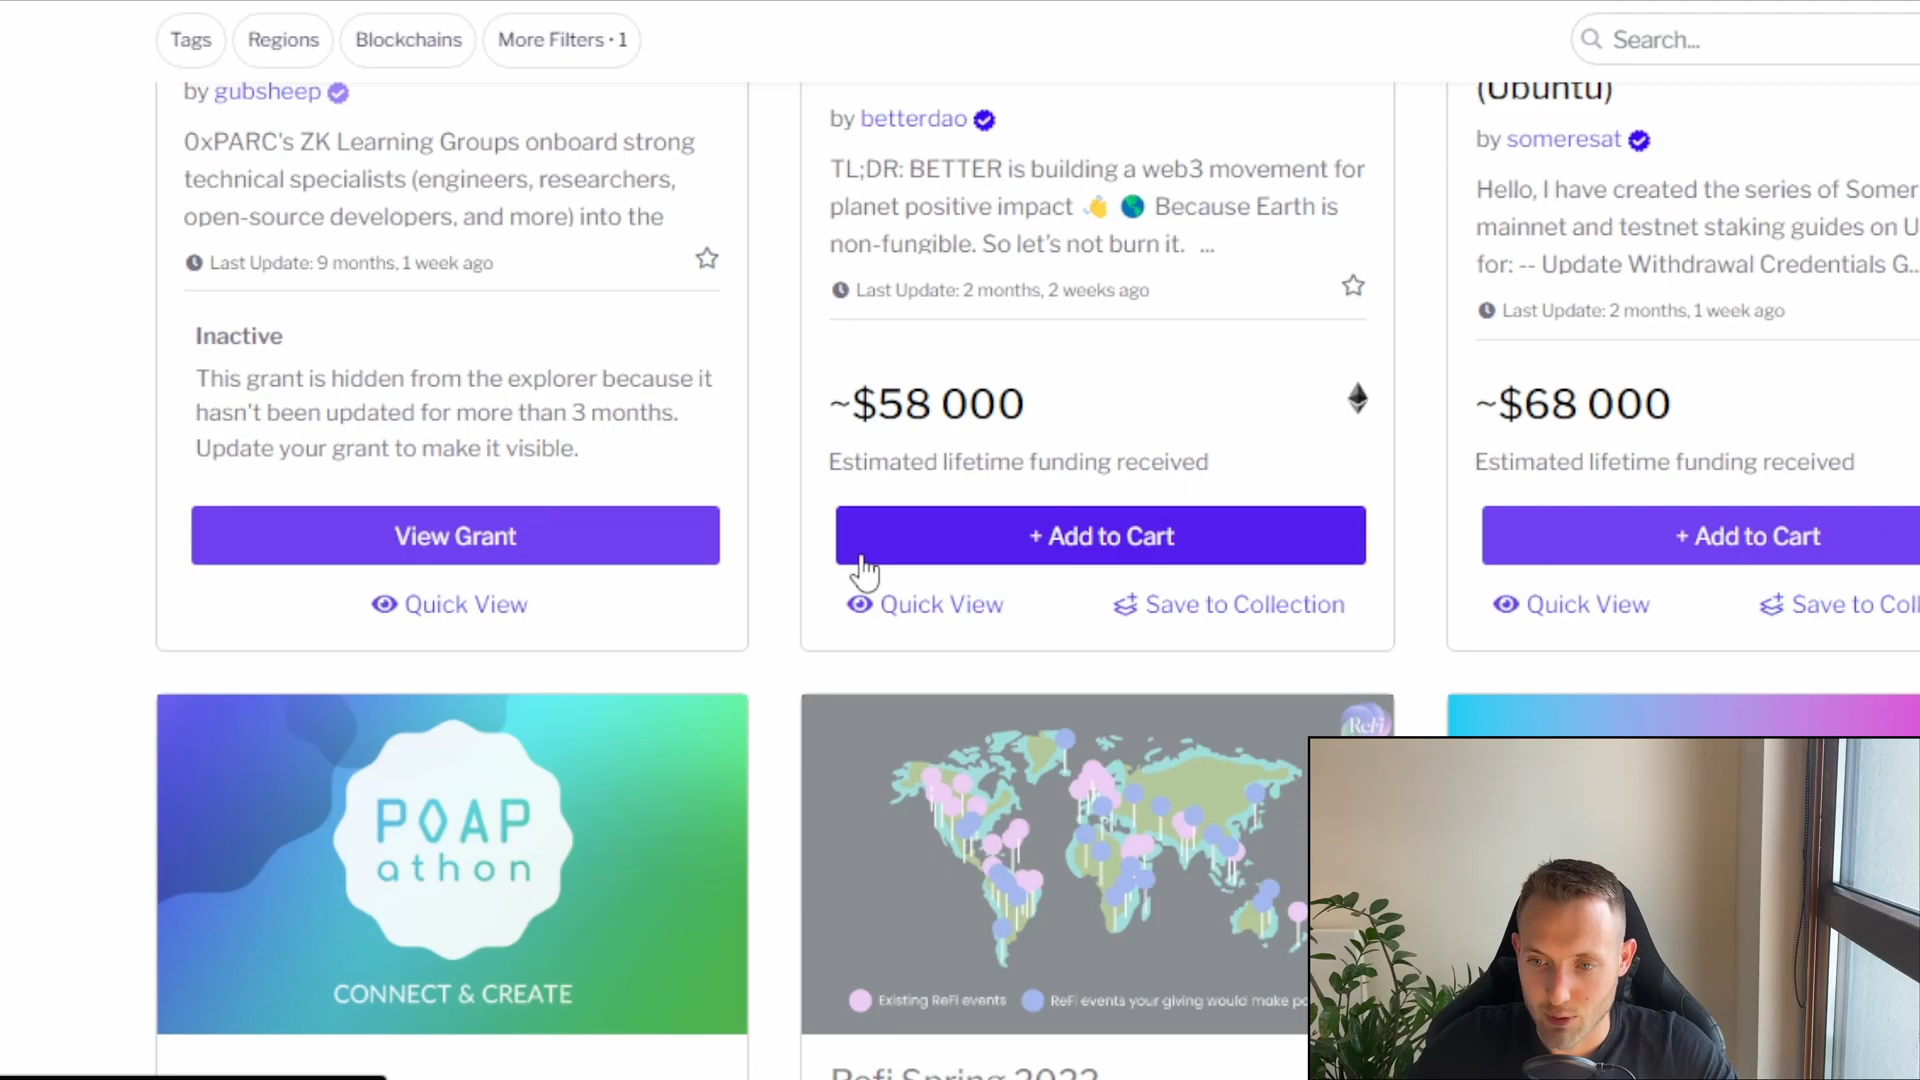 Tags
Regions
Blockchains
More Filters • 1
Search...
by gubsheep
0xPARC's ZK Learning Groups onboard strong
technical specialists (engineers, researchers,
open-source developers, and more) into the
Last Update: 9 months, 1 week ago
Inactive
This grant is hidden from the explorer because it
hasn't been updated for more than 3 months.
Update your grant to make it visible.
View Grant
Quick View
by betterdao
TL;DR: BETTER is building a web3 movement for
planet positive impact 👋 🌎 Because Earth is
non-fungible. So let's not burn it. ...
Last Update: 2 months, 2 weeks ago
~$58 000
Estimated lifetime funding received
+ Add to Cart
Quick View
Save to Collection
(Ubuntu)
by someresat
Hello, I have created the series of Somer
mainnet and testnet staking guides on U
for: -- Update Withdrawal Credentials G...
Last Update: 2 months, 1 week ago
~$68 000
Estimated lifetime funding received
+ Add to Cart
Quick View
Save to Coll
POAP
athon
CONNECT & CREATE
ReFi
Existing ReFi events
ReFi events your giving would make po
Refi Spring 2022